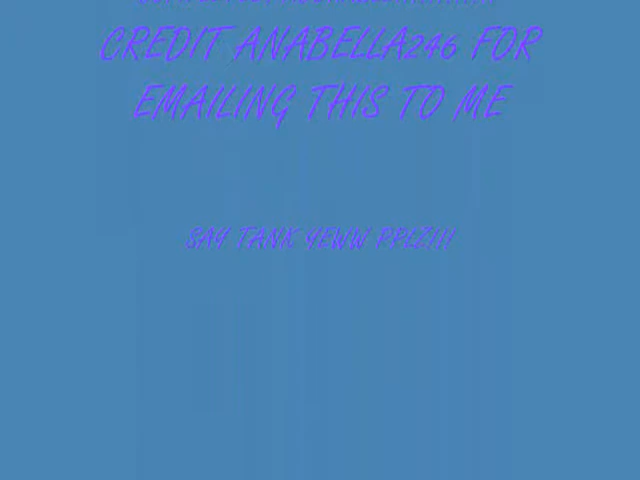 CREDIT ANABELLA246 FOR
EMAILING THIS TO ME
SAY TANK YEWW PPLZ!!!